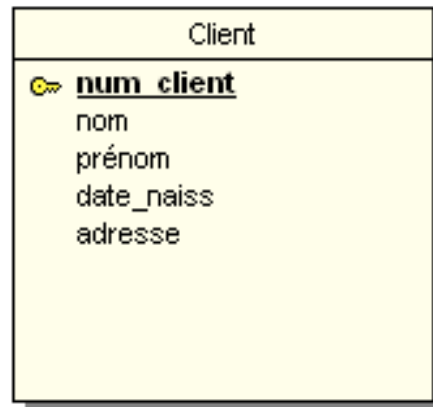 Client
num_client
nom
prénom
date_naiss
adresse